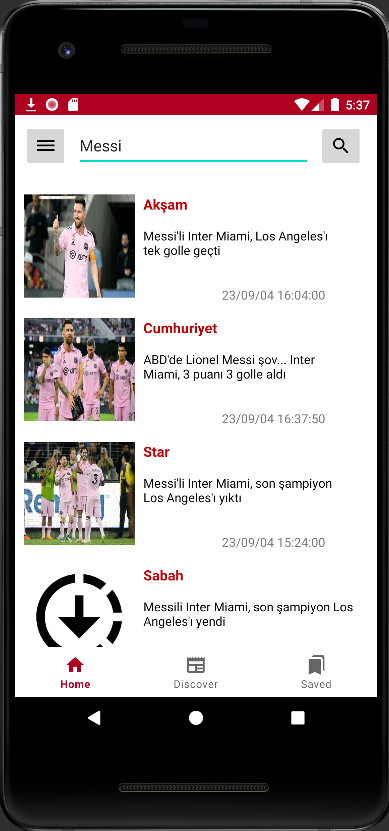 5:37
Messi
Akşam
Messi'li Inter Miami, Los Angeles'ı
tek golle geçti
23/09/04 16:04:00
Cumhuriyet
ABD'de Lionel Messi şov... Inter
Miami, 3 puanı 3 golle aldı
23/09/04 16:37:50
Star
Messi'li Inter Miami, son şampiyon
Los Angeles'ı yıktı
23/09/04 15:24:00
Sabah
Messili Inter Miami, son şampiyon Los
Angeles'ı yendi
Home
Discover
Saved